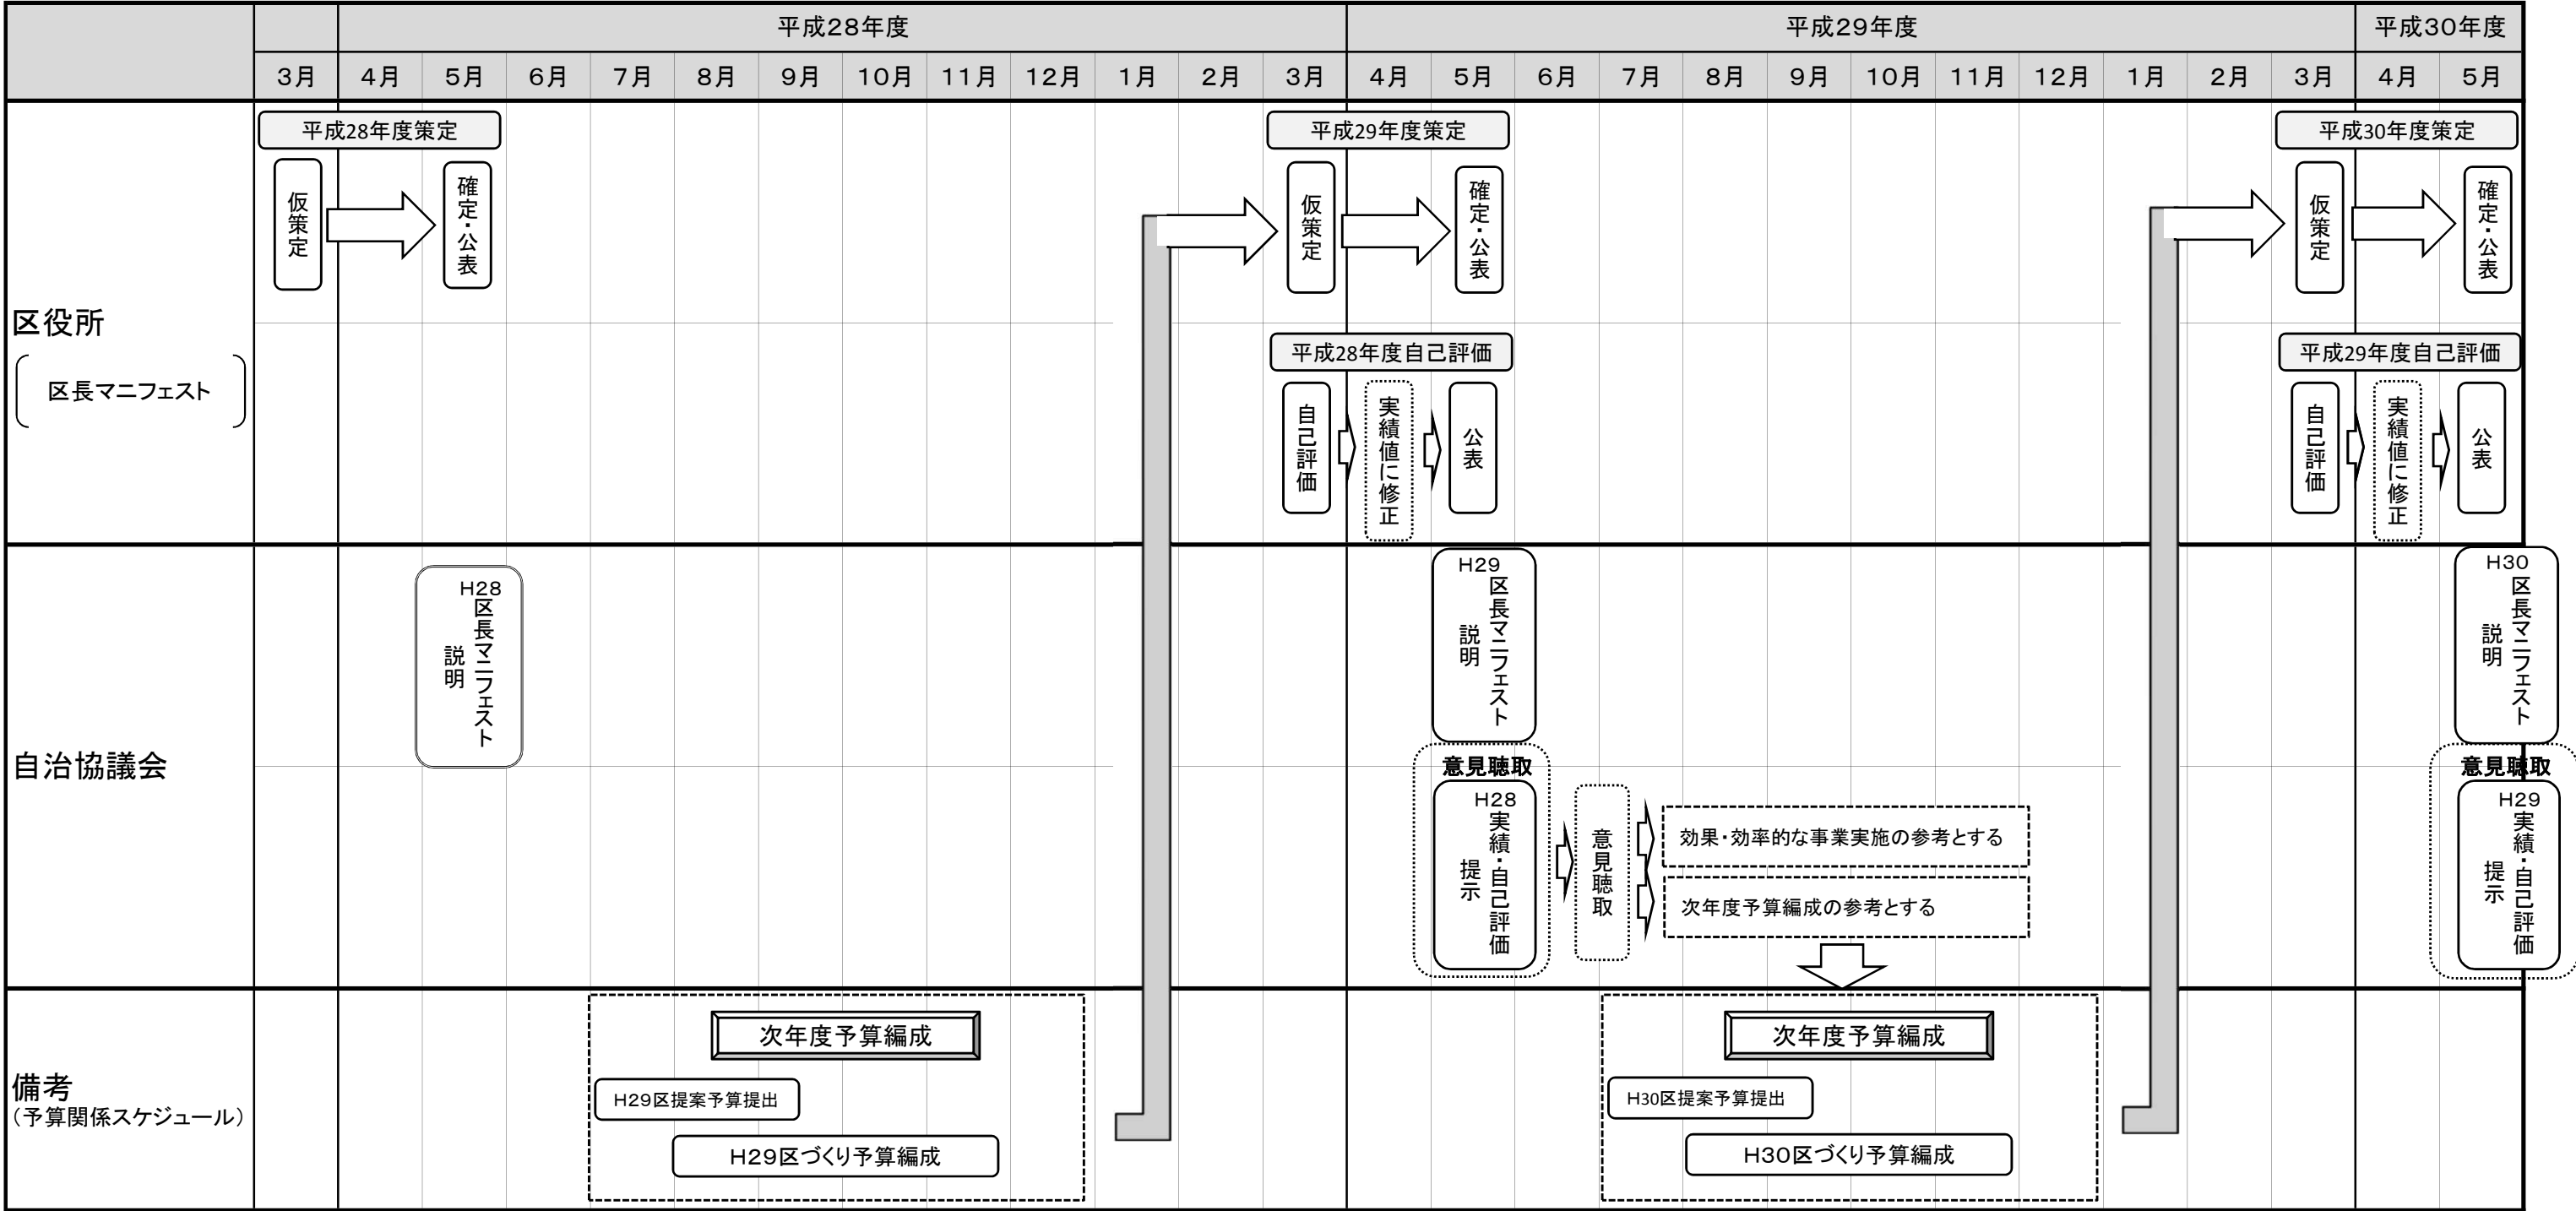 平成28年度
平成29年度
平成30年度
3月 4月 5月 6月 7月 8月 9月 10月 11月 12月 1月 2月 3月 4月 5月 6月 7月 8月 9月 10月 11月 12月 1月 2月 3月 4月 5月
区役所
区長マニフェスト
平成28年度策定
仮策定
確定・公表
平成29年度策定
仮策定
確定・公表
平成30年度策定
仮策定
確定・公表
平成28年度自己評価
自己評価
実績値に修正
公表
平成29年度自己評価
自己評価
実績値に修正
公表
自治協議会
H28
区長マニフェスト
説明
H29
区長マニフェスト
説明
H30
区長マニフェスト
説明
意見聴取
H28
実績・自己評価
提示
意見聴取
効果・効率的な事業実施の参考とする
次年度予算編成の参考とする
意見聴取
H29
実績・自己評価
提示
備考
（予算関係スケジュール）
次年度予算編成
H29区提案予算提出
H29区づくり予算編成
次年度予算編成
H30区提案予算提出
H30区づくり予算編成